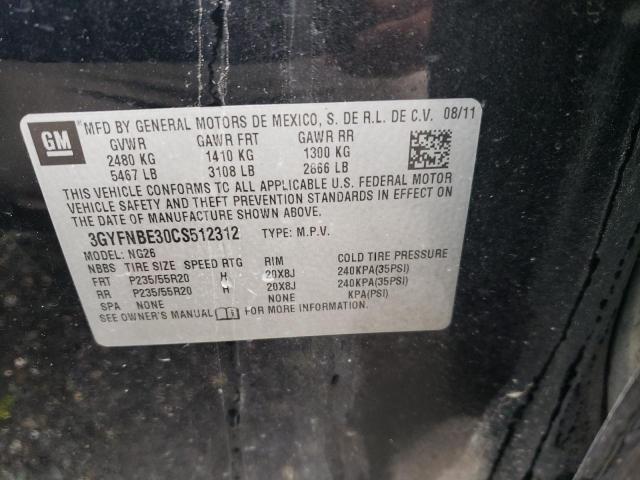 GM
MFD BY GENERAL MOTORS DE MEXICO, S. DE R.L. DE C.V. 08/11
GVWR GAWR FRT GAWR RR
2480 KG 1410 KG 1300 KG
5467 LB 3108 LB 2866 LB
THIS VEHICLE CONFORMS TO ALL APPLICABLE U.S. FEDERAL MOTOR
VEHICLE SAFETY AND THEFT PREVENTION STANDARDS IN EFFECT ON
THE DATE OF MANUFACTURE SHOWN ABOVE.
3GYFNBE30CS512312 TYPE: M.P.V.
MODEL: NG26
NBBS TIRE SIZE SPEED RTG RIM COLD TIRE PRESSURE
FRT P235/55R20 H 20X8J 240KPA(35PSI)
RR P235/55R20 H 20X8J 240KPA(35PSI)
SPA NONE NONE KPA(PSI)
SEE OWNER'S MANUAL FOR MORE INFORMATION.